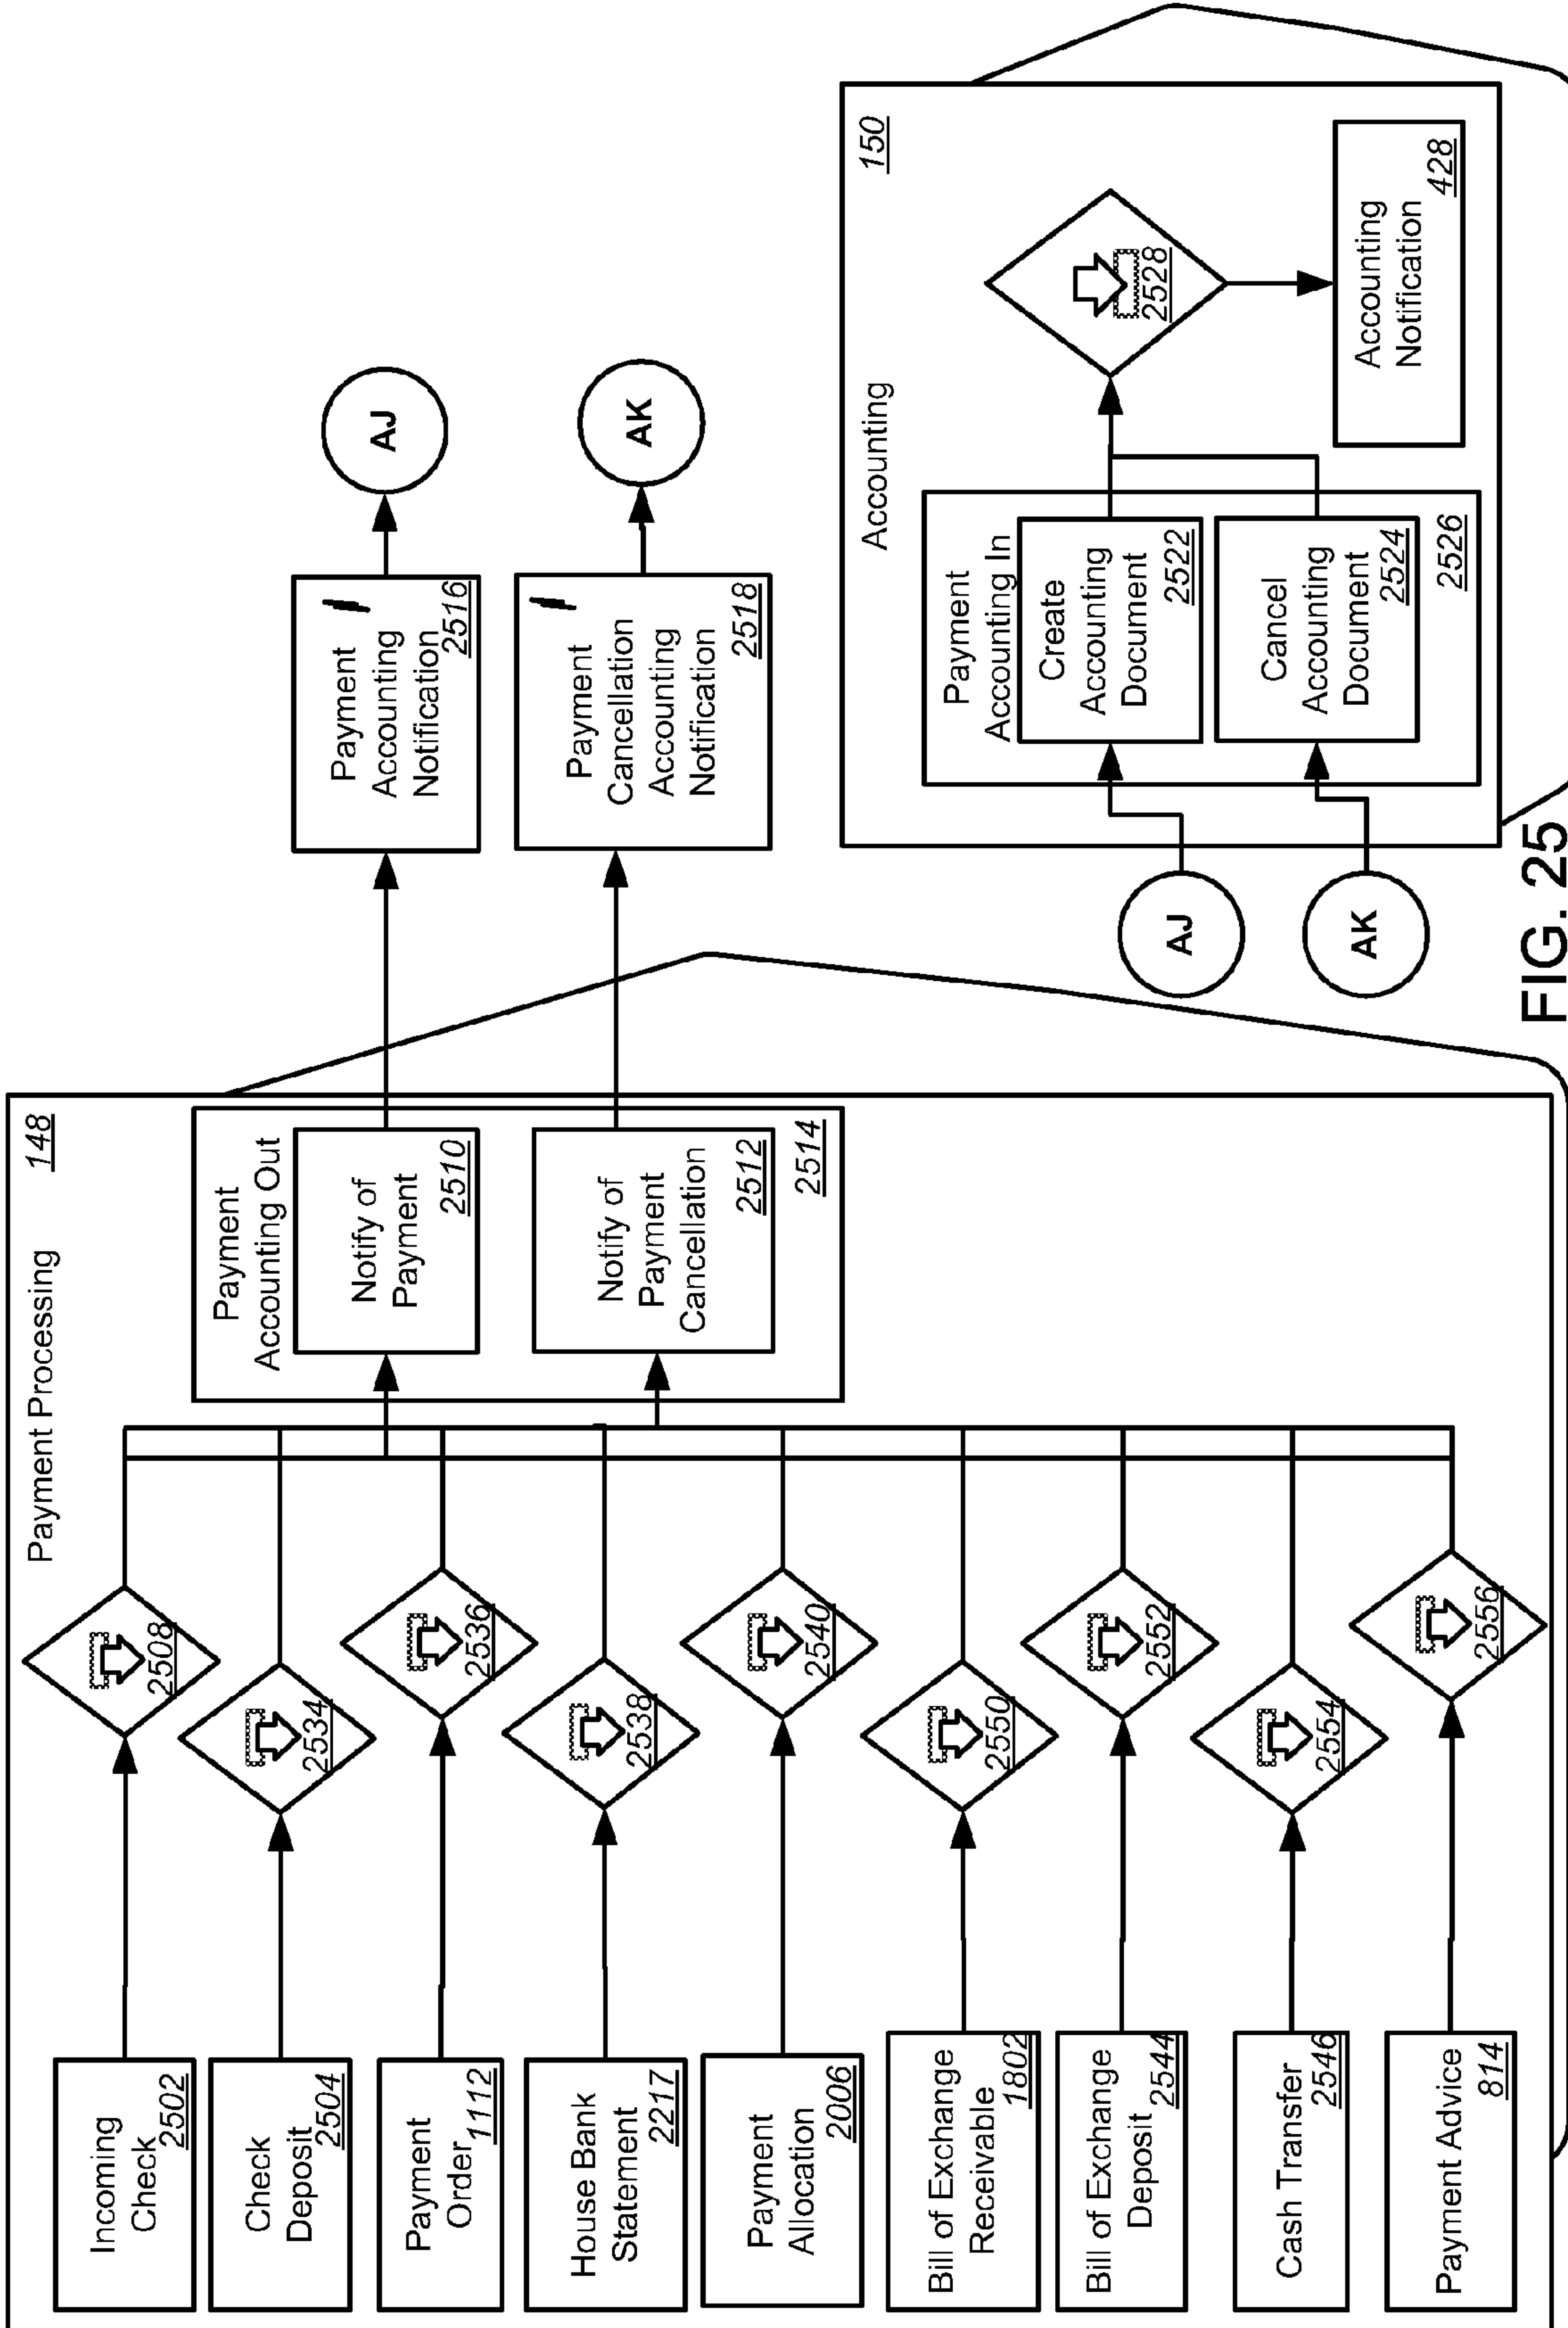 Payment Processing
148
Incoming
Check
2502
2508
Check
Deposit
2504
2534
Payment
Order
1112
2536
House Bank
Statement
2217
2538
Payment
Allocation
2006
2540
Bill of Exchange
Receivable
1802
2550
Bill of Exchange
Deposit
2544
2552
Cash Transfer
2546
2554
Payment Advice
814
2556
Payment
Accounting Out
Notify of
Payment
2510
Notify of
Payment
Cancellation
2512
2514
Payment
Accounting
Notification
2516
AJ
Payment
Cancellation
Accounting
Notification
2518
AK
Accounting
150
AJ
AK
Payment
Accounting In
Create
Accounting
Document
2522
Cancel
Accounting
Document
2524
2526
2528
Accounting
Notification
428
FIG. 25